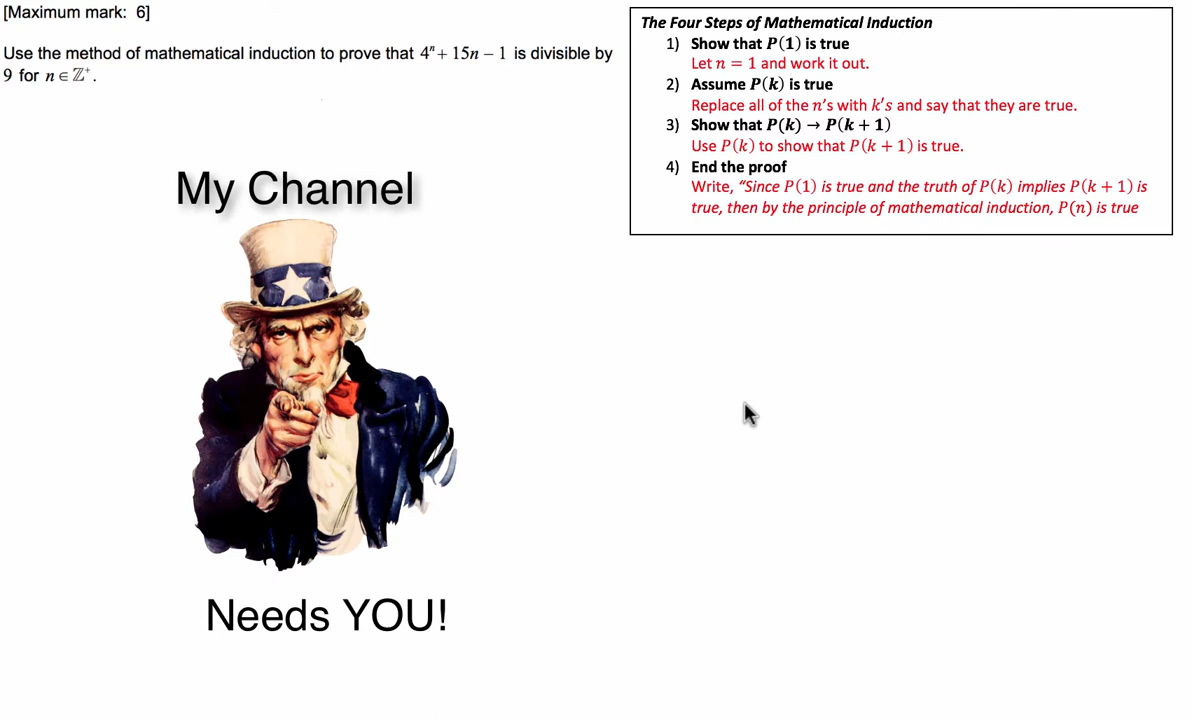 [Maximum mark: 6]
Use the method of mathematical induction to prove that 4ⁿ + 15n – 1 is divisible by
9 for n ∈ ℤ⁺.
The Four Steps of Mathematical Induction
1) Show that P(1) is true
Let n = 1 and work it out.
2) Assume P(k) is true
Replace all of the n's with k's and say that they are true.
3) Show that P(k) → P(k + 1)
Use P(k) to show that P(k + 1) is true.
4) End the proof
Write, “Since P(1) is true and the truth of P(k) implies P(k + 1) is
true, then by the principle of mathematical induction, P(n) is true
My Channel
Needs YOU!